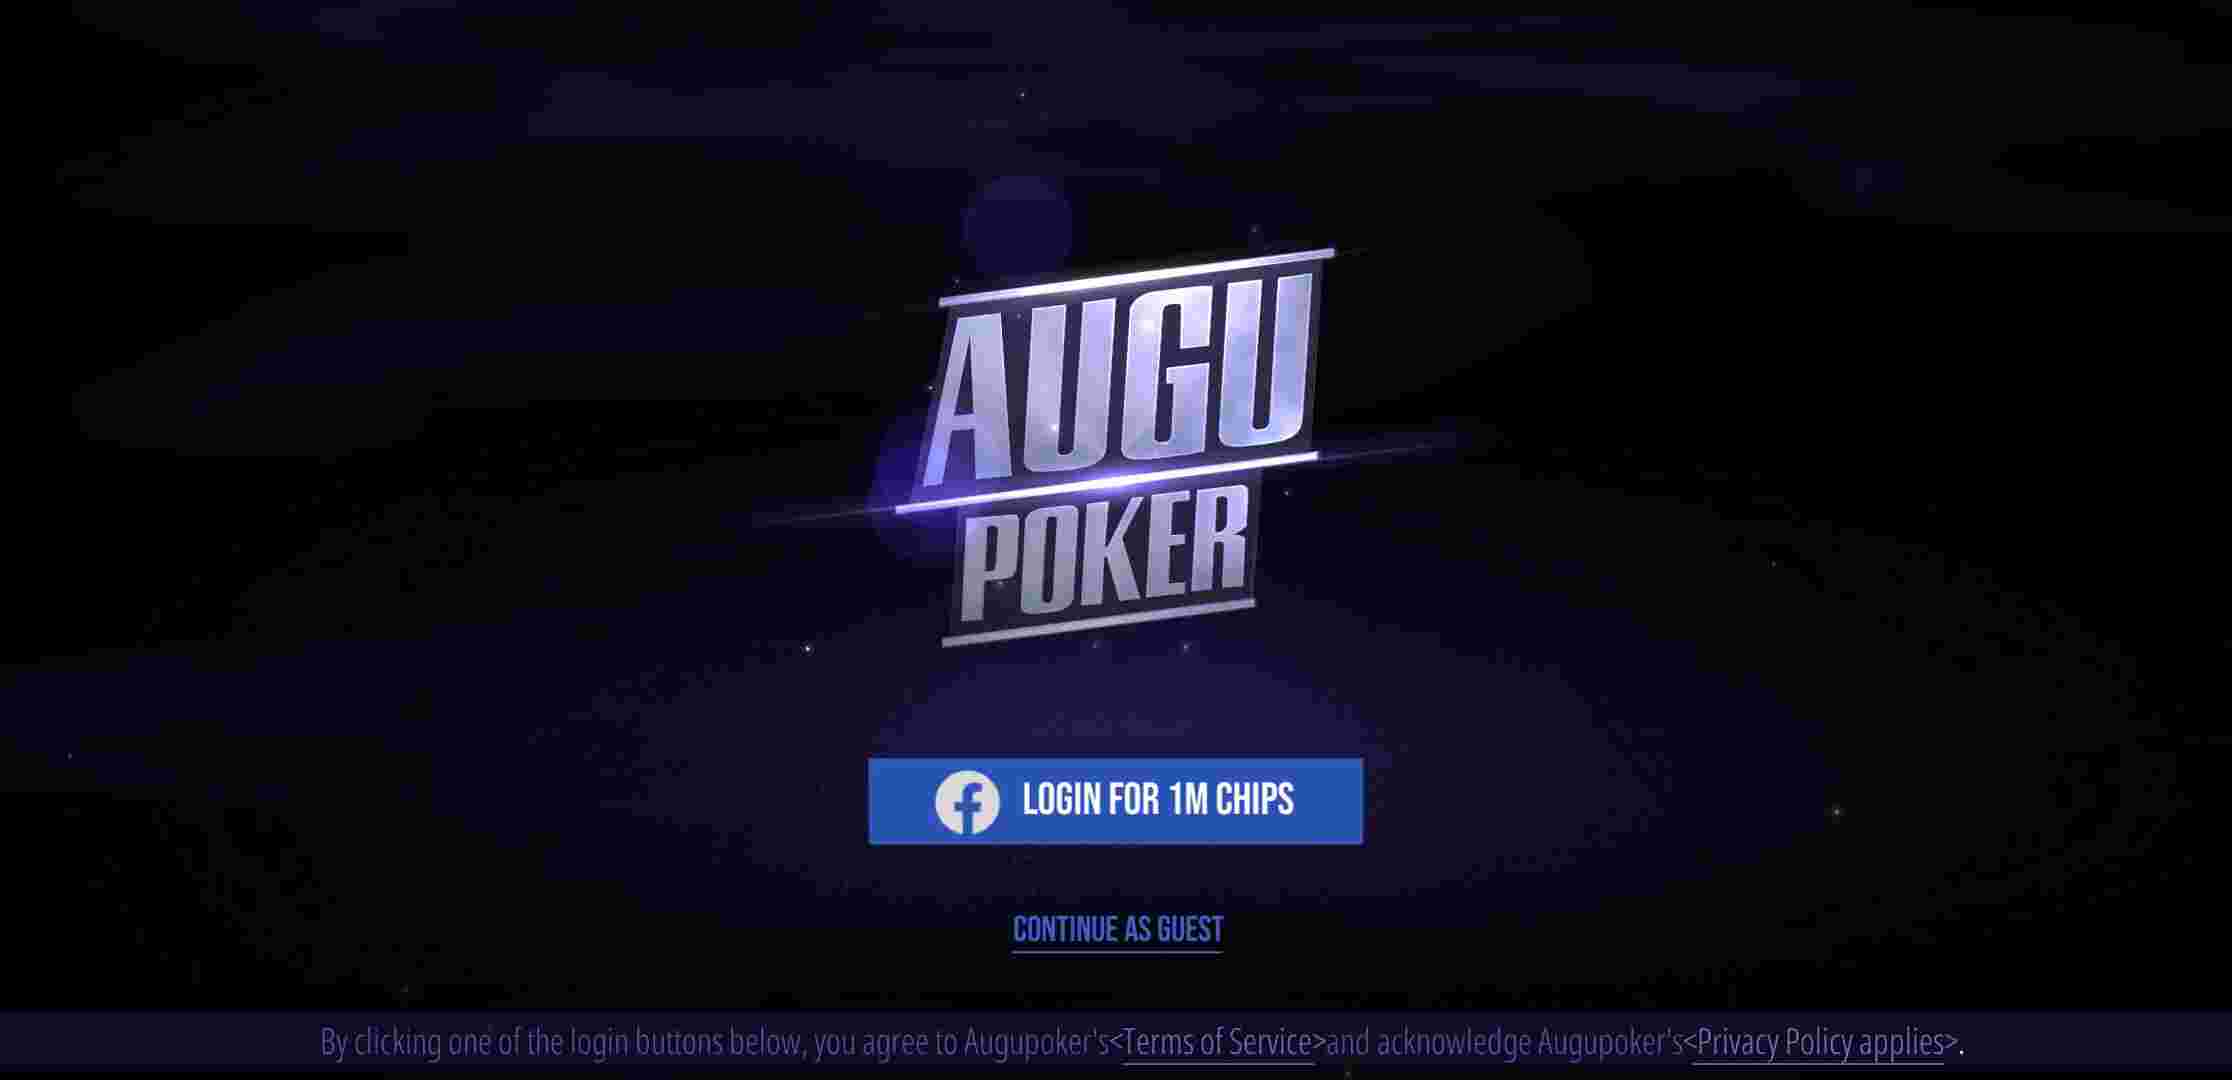 AUGU
POKER
LOGIN FOR 1M CHIPS
CONTINUE AS GUEST
By clicking one of the login buttons below, you agree to Augupoker's<Terms of Service>and acknowledge Augupoker's<Privacy Policy applies>.